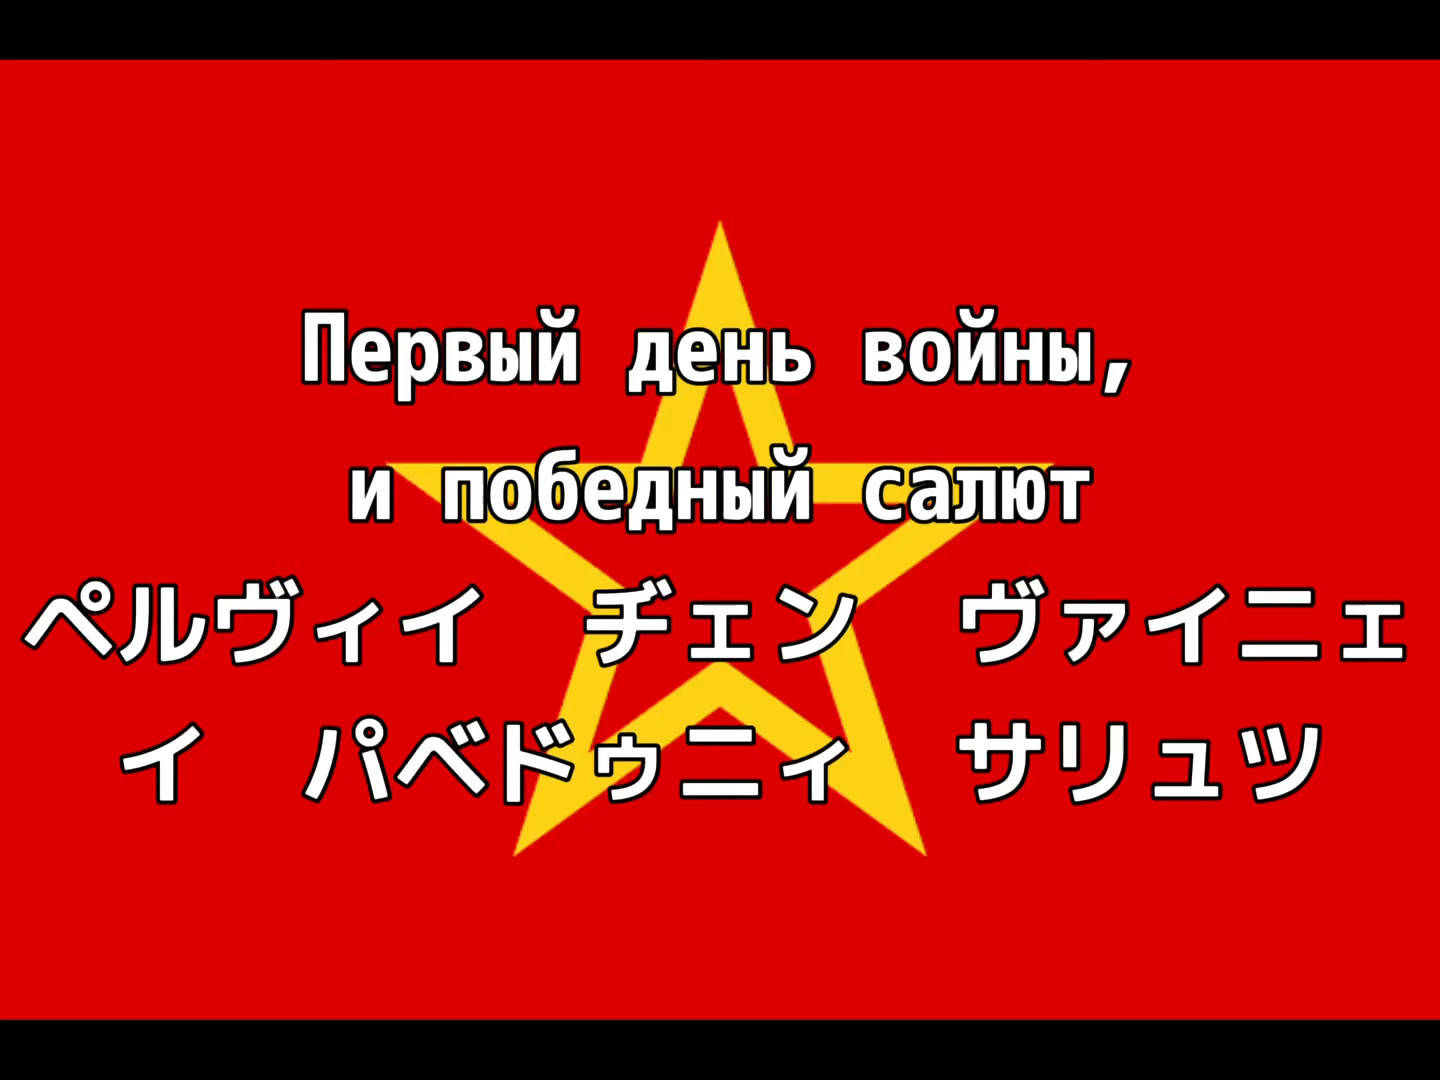 Первый день войны,
и победный салют
ペルヴィイ　ヂェン　ヴァイニェ
イ　パベドゥニィ　サリュツ